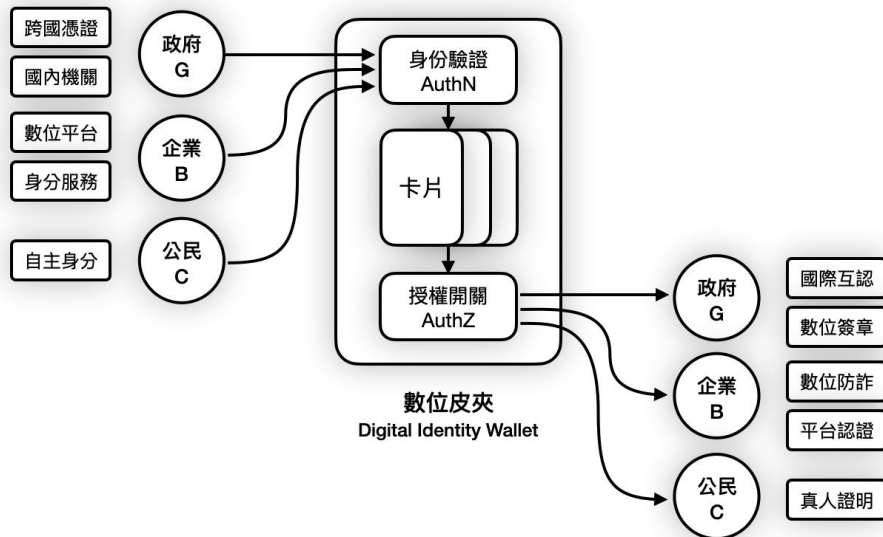 跨國憑證
國內機關
政府
G
數位平台
身分服務
企業
B
自主身分
公民
C
身份驗證
AuthN
卡片
授權開關
AuthZ
數位皮夾
Digital Identity Wallet
政府
G
國際互認
數位簽章
企業
B
數位防詐
平台認證
公民
C
真人證明